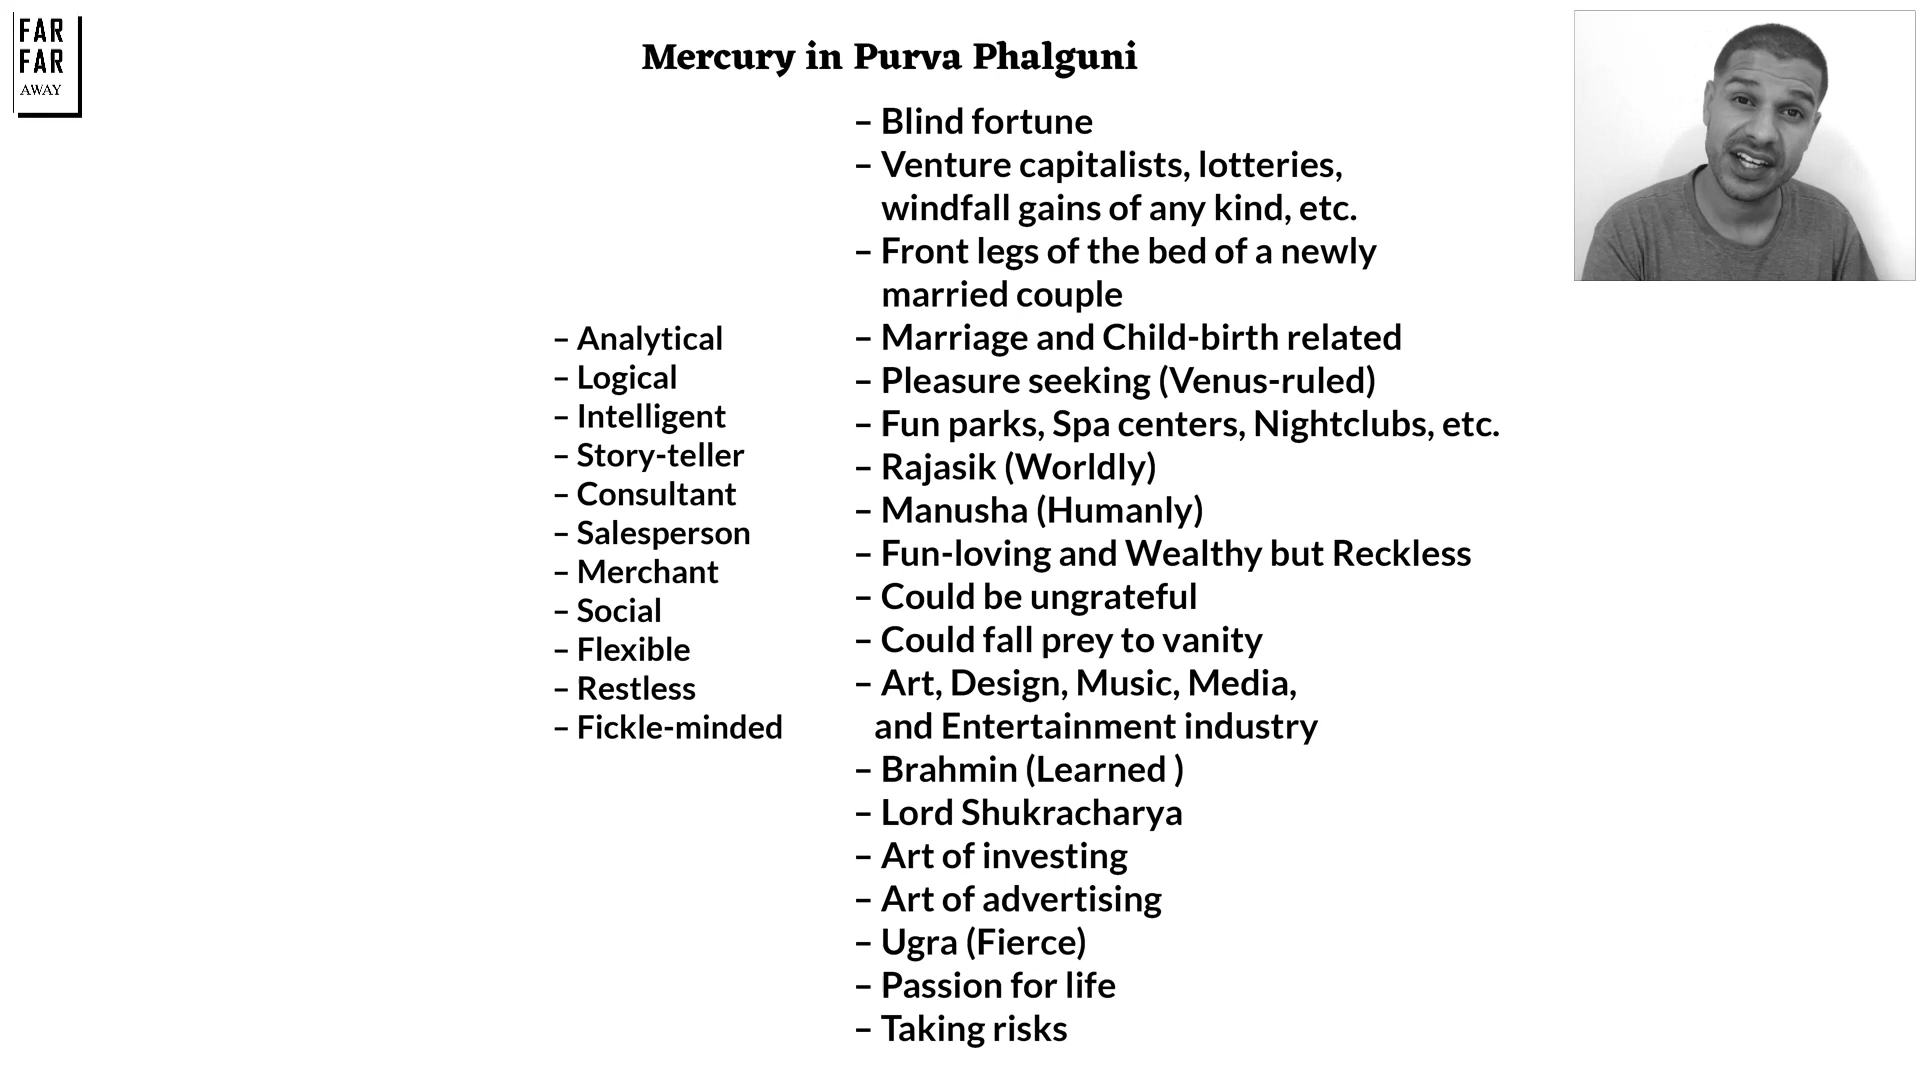 FAR
FAR
AWAY
Mercury in Purva Phalguni
– Analytical
– Logical
– Intelligent
– Story-teller
– Consultant
– Salesperson
– Merchant
– Social
– Flexible
– Restless
– Fickle-minded
– Blind fortune
– Venture capitalists, lotteries,
windfall gains of any kind, etc.
– Front legs of the bed of a newly
married couple
– Marriage and Child-birth related
– Pleasure seeking (Venus-ruled)
– Fun parks, Spa centers, Nightclubs, etc.
– Rajasik (Worldly)
– Manusha (Humanly)
– Fun-loving and Wealthy but Reckless
– Could be ungrateful
– Could fall prey to vanity
– Art, Design, Music, Media,
and Entertainment industry
– Brahmin (Learned )
– Lord Shukracharya
– Art of investing
– Art of advertising
– Ugra (Fierce)
– Passion for life
– Taking risks